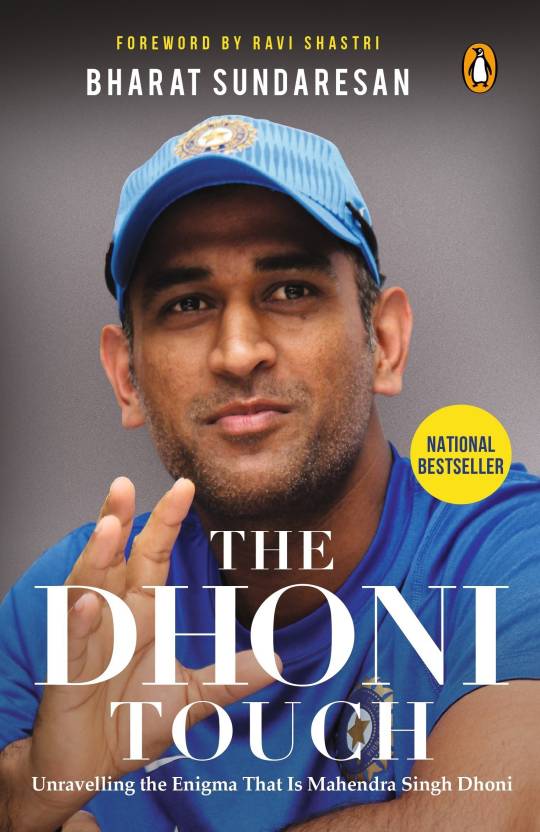 FOREWORD BY RAVI SHASTRI
BHARAT SUNDARESAN
NATIONAL
BESTSELLER
THE
DHONI
TOUCH
Unravelling the Enigma That Is Mahendra Singh Dhoni